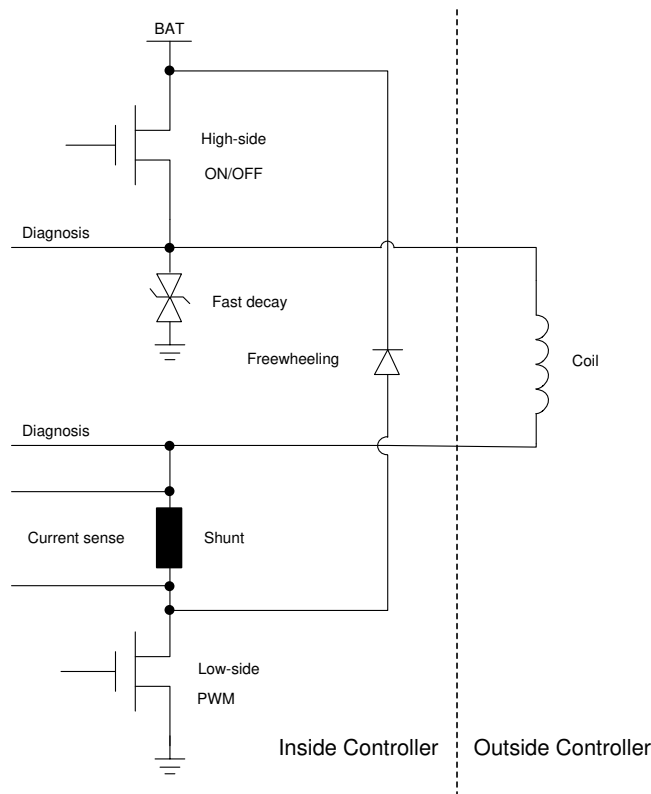 BAT
High-side
ON/OFF
Diagnosis
Fast decay
Freewheeling
Coil
Diagnosis
Current sense
Shunt
Low-side
PWM
Inside Controller
Outside Controller